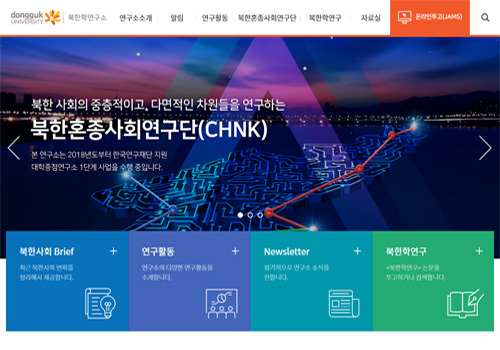 dongguk
UNIVERSITY
북한학연구소
연구소소개 알림 연구활동 북한혼종사회연구단 북한학연구 자료실 온라인투고(JAMS)
북한 사회의 중층적이고, 다면적인 차원들을 연구하는
북한혼종사회연구단(CHNK)
본 연구소는 2018년도부터 한국연구재단 지원
대학중점연구소 1단계 사업을 수행 중입니다.
북한사회 Brief + 연구활동 + Newsletter + 북한학연구 +
최근 북한사회 변화를 연구소의 다양한 연구활동을 정기적으로 연구소 소식을 <북한학연구> 논문을
정리해서 제공합니다. 소개합니다. 전합니다. 투고하거나 검색합니다.